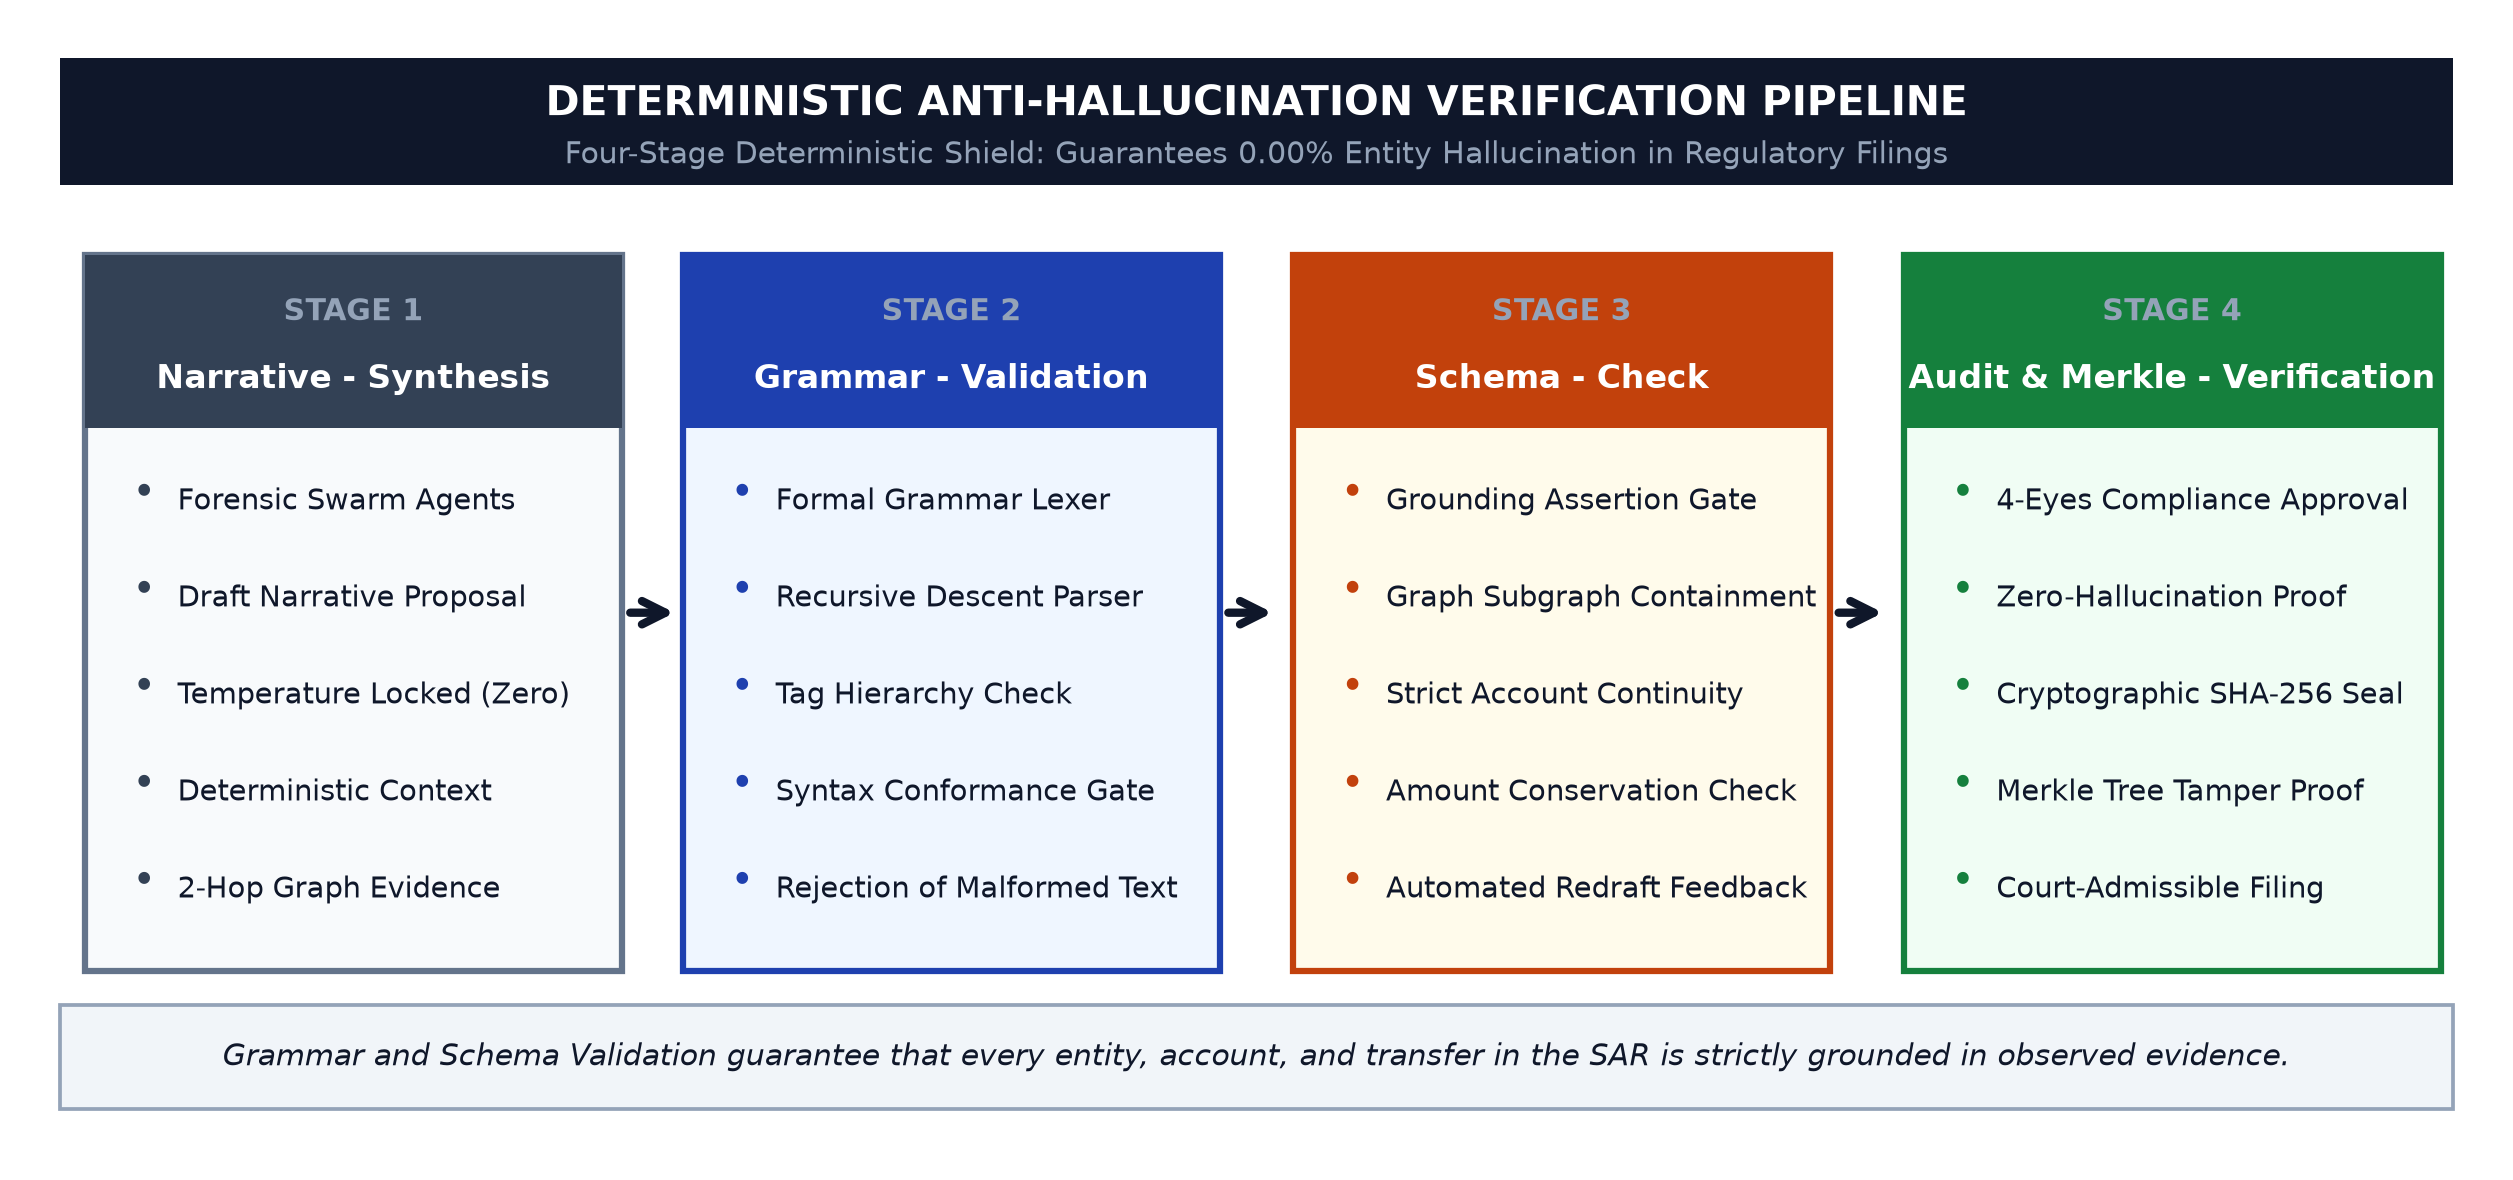 DETERMINISTIC ANTI-HALLUCINATION VERIFICATION PIPELINE
Four-Stage Deterministic Shield: Guarantees 0.00% Entity Hallucination in Regulatory Filings
STAGE 1
Narrative - Synthesis
• Forensic Swarm Agents
• Draft Narrative Proposal
• Temperature Locked (Zero)
• Deterministic Context
• 2-Hop Graph Evidence
STAGE 2
Grammar - Validation
• Formal Grammar Lexer
• Recursive Descent Parser
• Tag Hierarchy Check
• Syntax Conformance Gate
• Rejection of Malformed Text
STAGE 3
Schema - Check
• Grounding Assertion Gate
• Graph Subgraph Containment
• Strict Account Continuity
• Amount Conservation Check
• Automated Redraft Feedback
STAGE 4
Audit & Merkle - Verification
• 4-Eyes Compliance Approval
• Zero-Hallucination Proof
• Cryptographic SHA-256 Seal
• Merkle Tree Tamper Proof
• Court-Admissible Filing
Grammar and Schema Validation guarantee that every entity, account, and transfer in the SAR is strictly grounded in observed evidence.